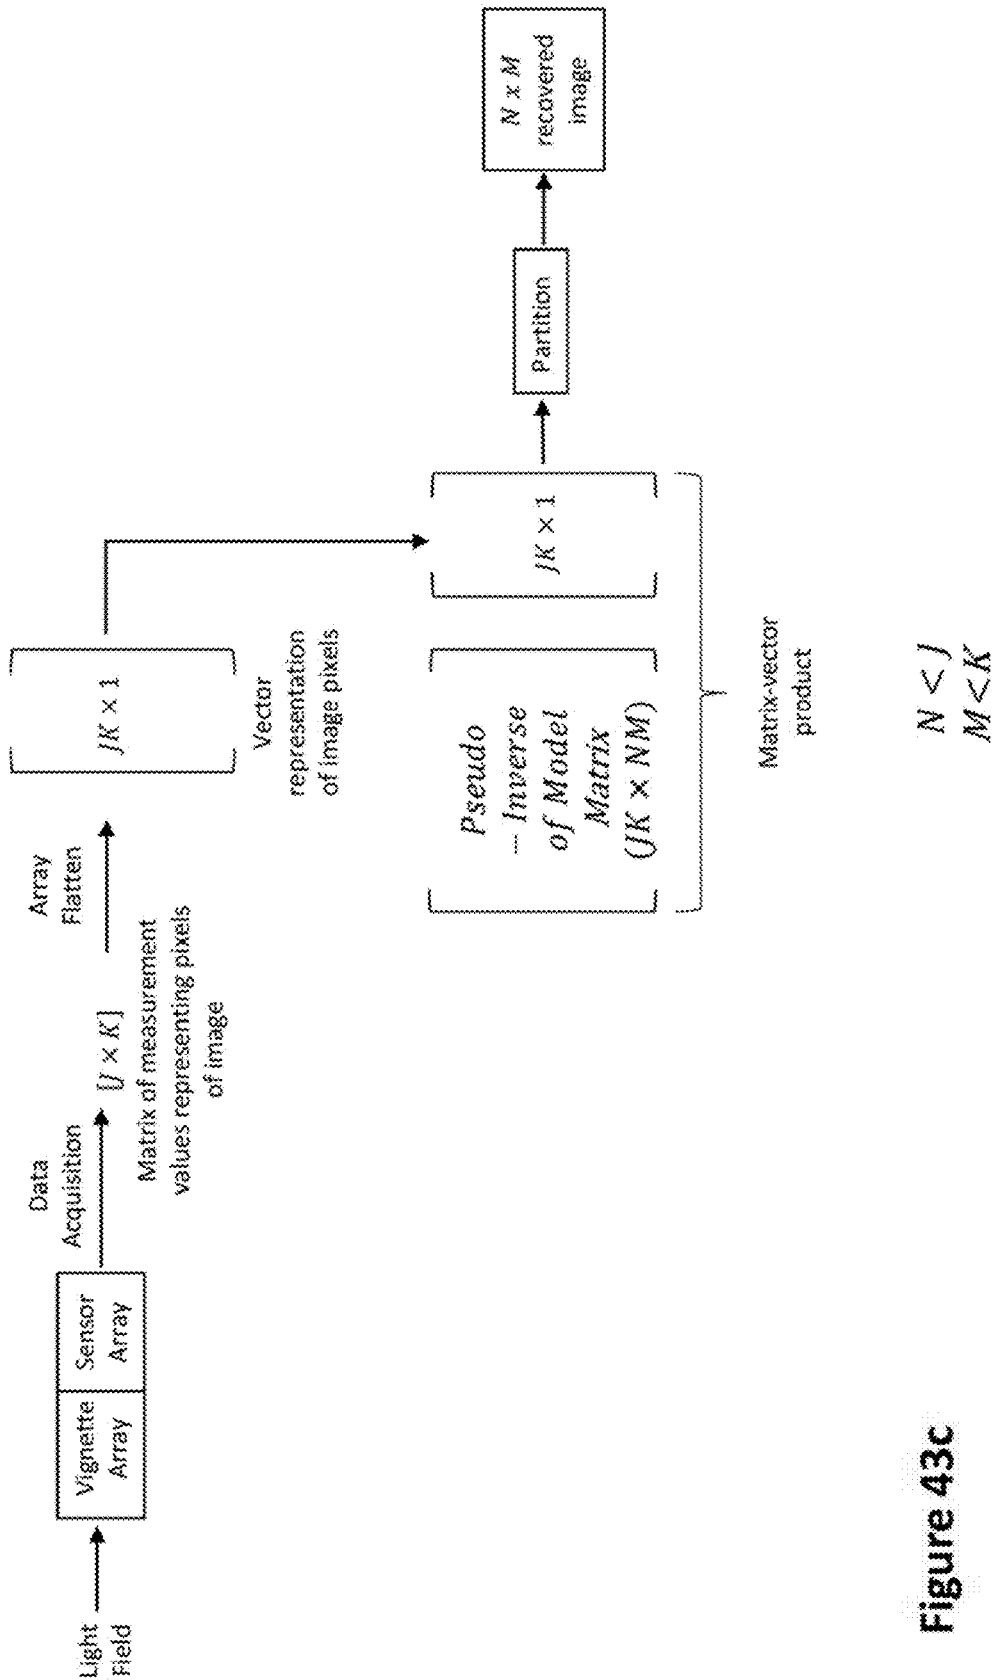 Light
Field
Vignette
Array
Sensor
Array
Data
Acquisition
[J × K]
Matrix of measurement
values representing pixels
of image
Array
Flatten
JK × 1
Vector
representation
of image pixels
Pseudo
− Inverse
of Model
Matrix
(JK × NM)
JK × 1
Matrix-vector
product
Partition
N x M
recovered
image
N < J
M<K
Figure 43c